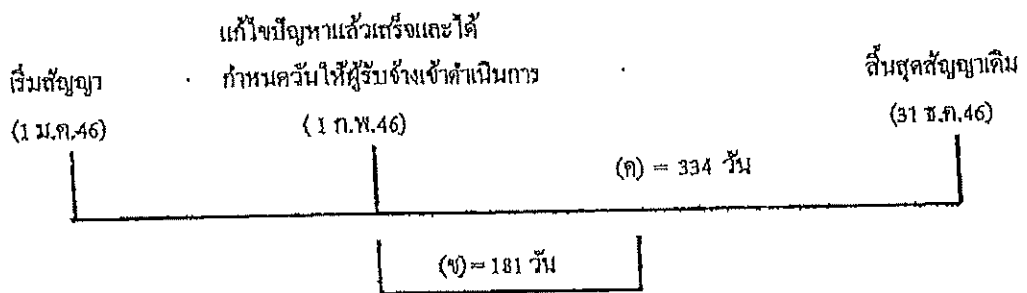 แก้ไขปัญหาแล้วเสร็จและได้
เริ่มสัญญา กำหนดวันให้ผู้รับจ้างเข้าดำเนินการ สิ้นสุดสัญญาเดิม
(1 ม.ค.46) (1 ก.พ.46) (31 ธ.ค.46)
(ค) = 334 วัน
(ข) = 181 วัน